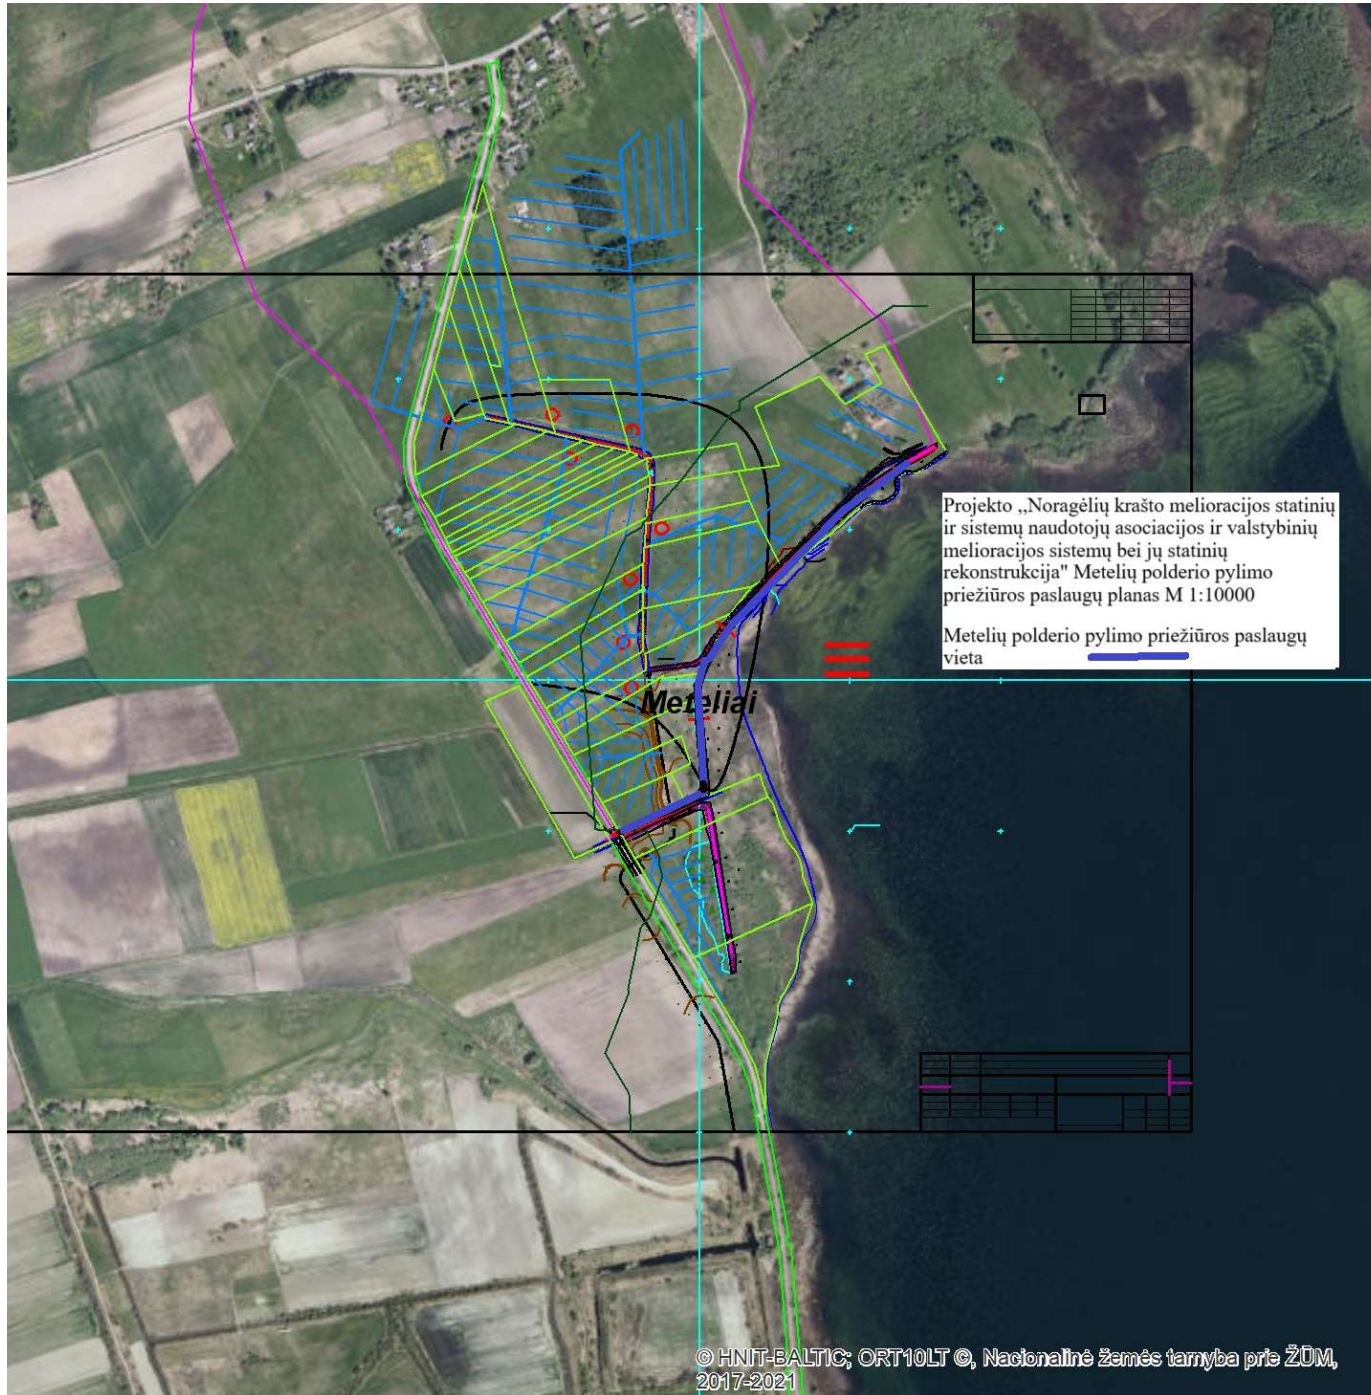 Projekto ,,Noragėlių krašto melioracijos statinių
ir sistemų naudotojų asociacijos ir valstybinių
melioracijos sistemų bei jų statinių
rekonstrukcija" Metelių polderio pylimo
priežiūros paslaugų planas M 1:10000
Metelių polderio pylimo priežiūros paslaugų
vieta
Meteliai
© HNIT-BALTIC; ORT10LT ©, Nacionalinė žemės tarnyba prie ŽŪM,
2017-2021